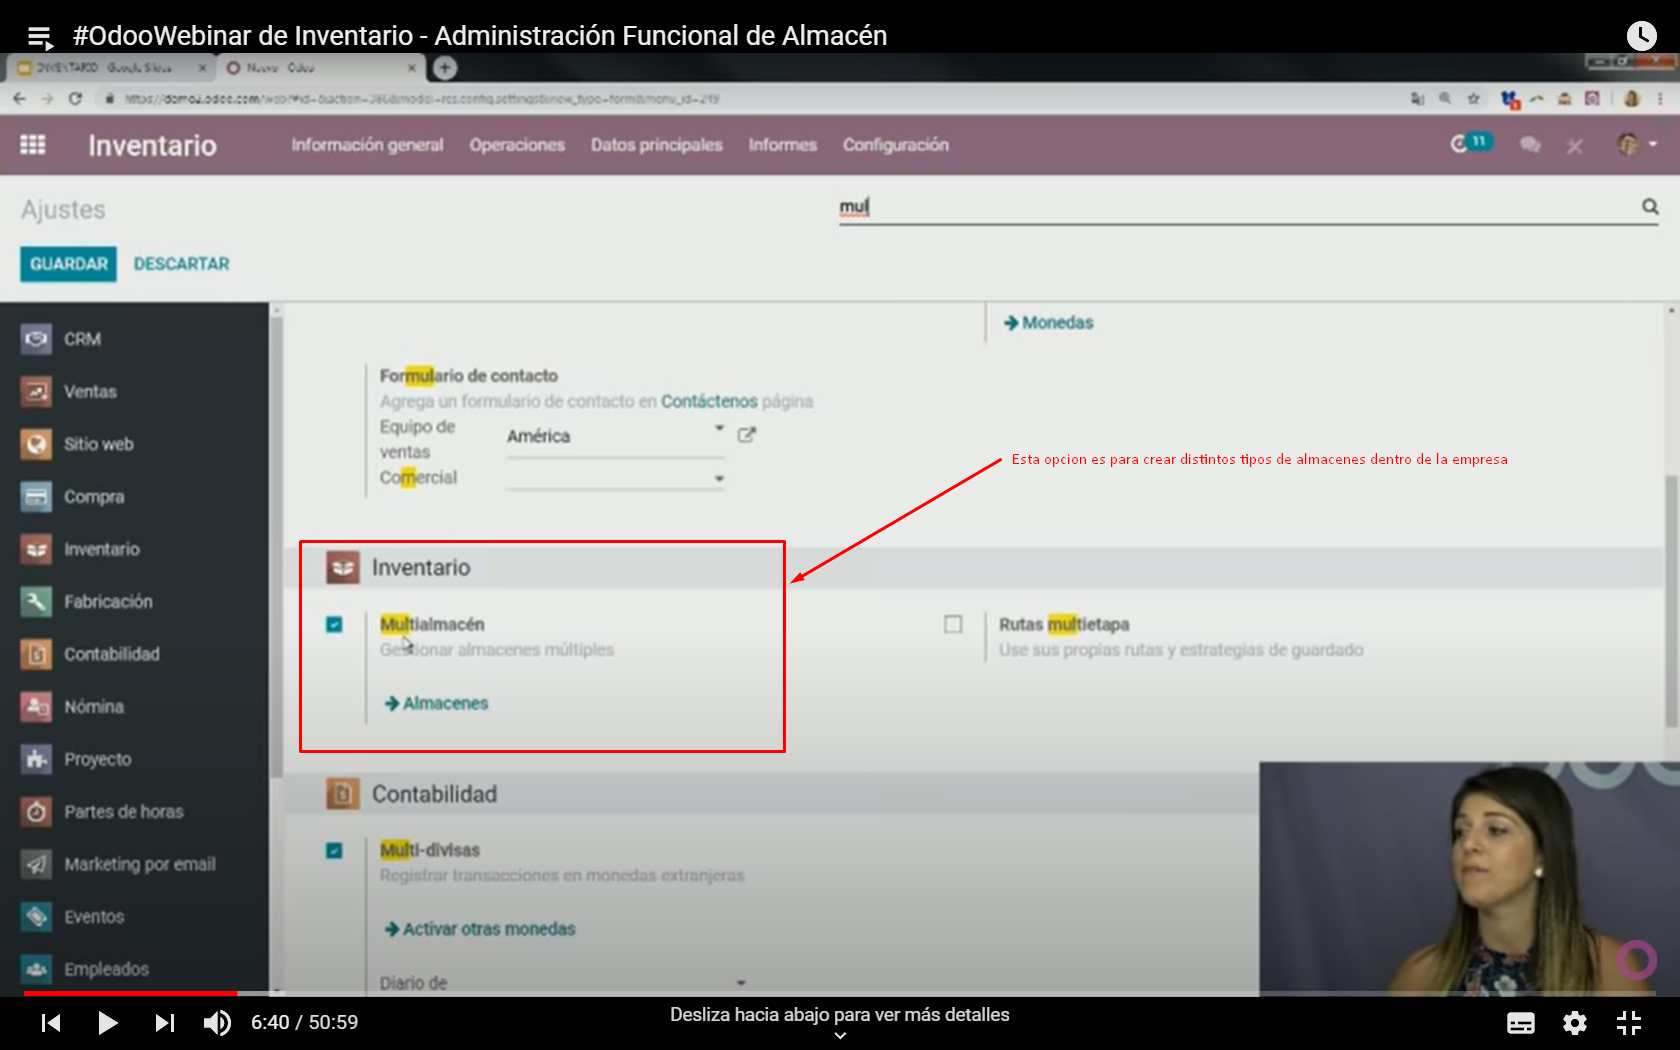 #OdooWebinar de Inventario - Administración Funcional de Almacén
INVENTARIO - Google Slides
Nuevo - Odoo
Inventario
Información general
Operaciones
Datos principales
Informes
Configuración
11
Ajustes
mul
GUARDAR
DESCARTAR
CRM
Ventas
Sitio web
Compra
Inventario
Fabricación
Contabilidad
Nómina
Proyecto
Partes de horas
Marketing por email
Eventos
Empleados
Monedas
Formulario de contacto
Agrega un formulario de contacto en Contáctenos página
Equipo de ventas
América
Comercial
Esta opcion es para crear distintos tipos de almacenes dentro de la empresa
Inventario
Multialmacén
Gestionar almacenes múltiples
Almacenes
Rutas multietapa
Use sus propias rutas y estrategias de guardado
Contabilidad
Multi-divisas
Registrar transacciones en monedas extranjeras
Activar otras monedas
Diario de
6:40 / 50:59
Desliza hacia abajo para ver más detalles